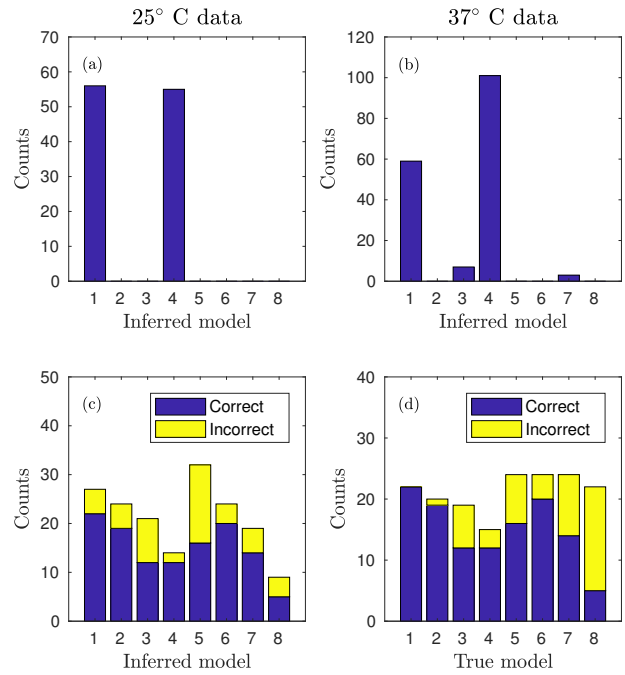 25° C data
37° C data
70
60
50
40
30
20
10
0
(a)
Counts
1 2 3 4 5 6 7 8
Inferred model
120
100
80
60
40
20
0
(b)
Counts
1 2 3 4 5 6 7 8
Inferred model
50
40
30
20
10
0
(c)
Correct
Incorrect
Counts
1 2 3 4 5 6 7 8
Inferred model
40
30
20
10
0
(d)
Correct
Incorrect
Counts
1 2 3 4 5 6 7 8
True model